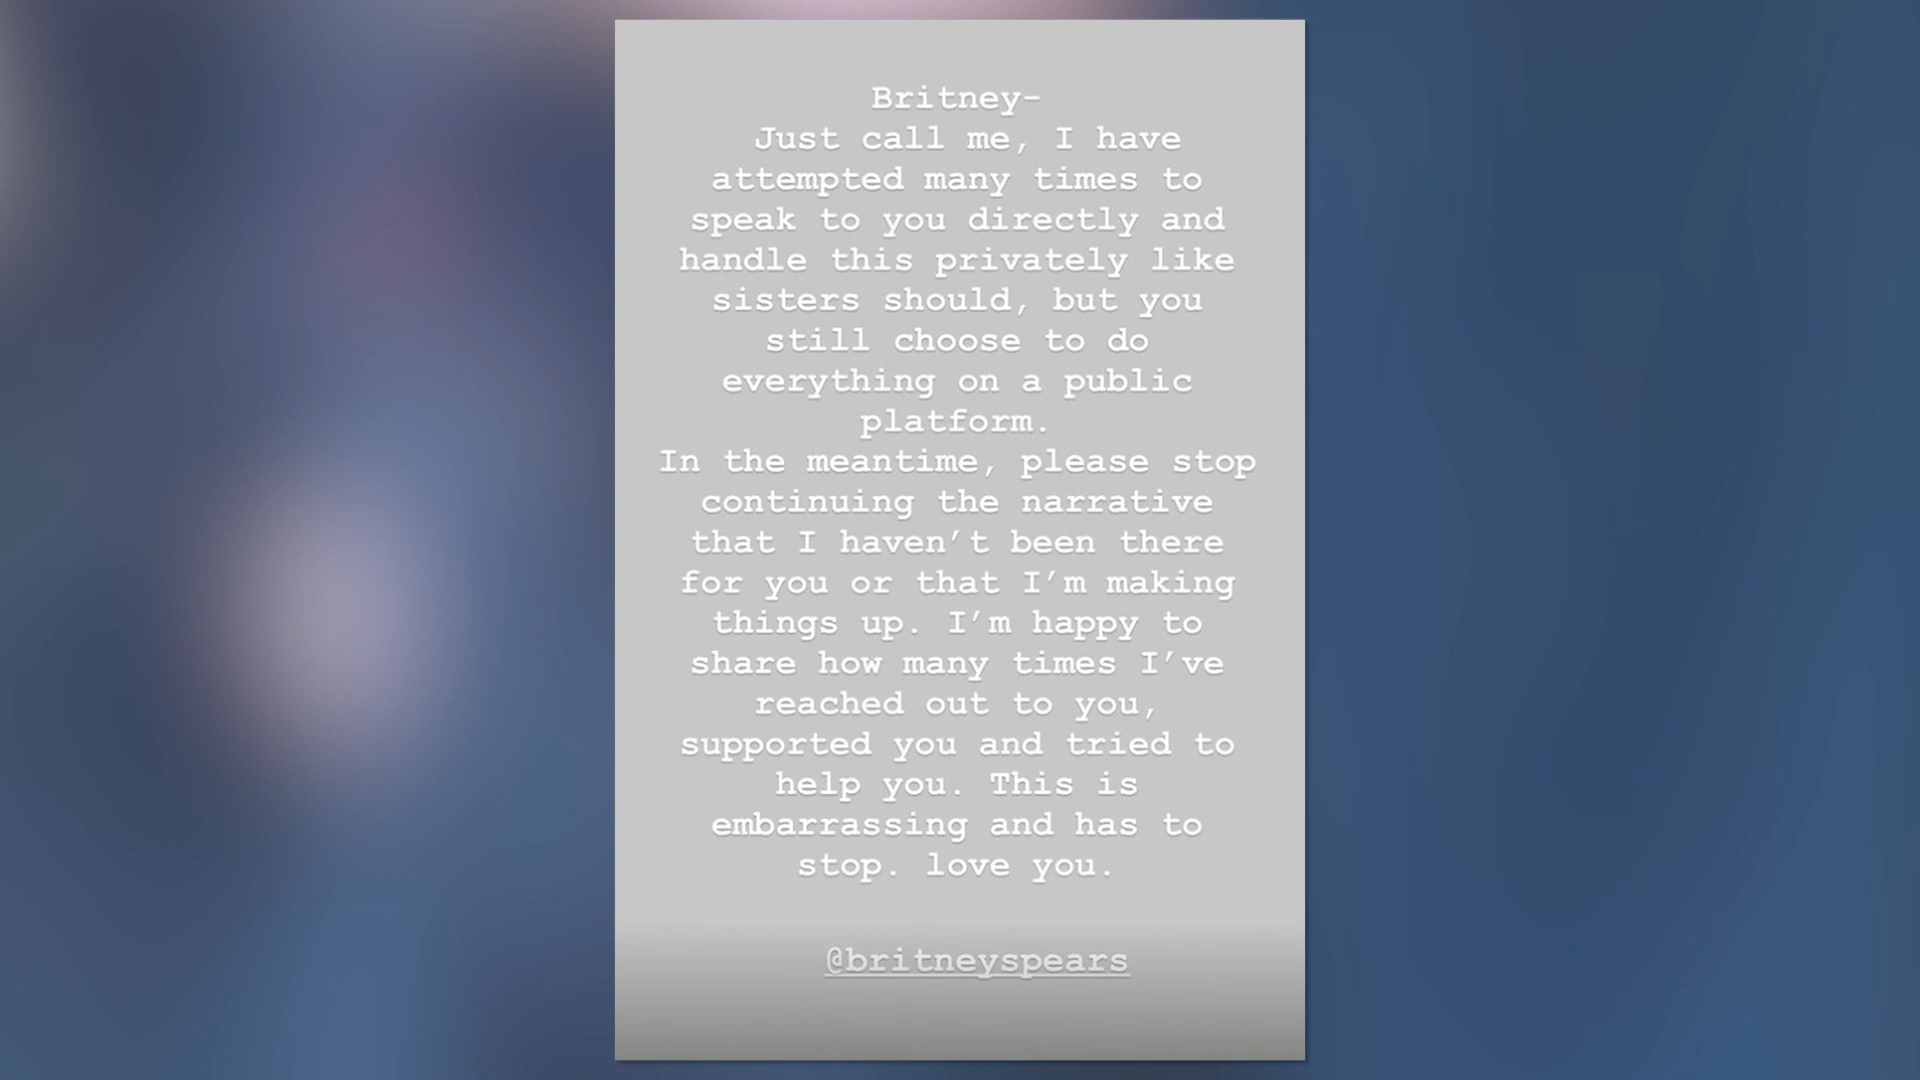 Britney-
Just call me, I have
attempted many times to
speak to you directly and
handle this privately like
sisters should, but you
still choose to do
everything on a public
platform.
In the meantime, please stop
continuing the narrative
that I haven’t been there
for you or that I’m making
things up. I’m happy to
share how many times I’ve
reached out to you,
supported you and tried to
help you. This is
embarrassing and has to
stop. love you.
@britneyspears